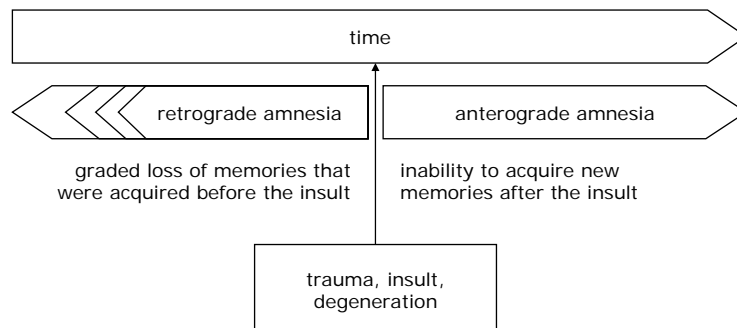 time
retrograde amnesia
anterograde amnesia
graded loss of memories that
were acquired before the insult
inability to acquire new
memories after the insult
trauma, insult,
degeneration